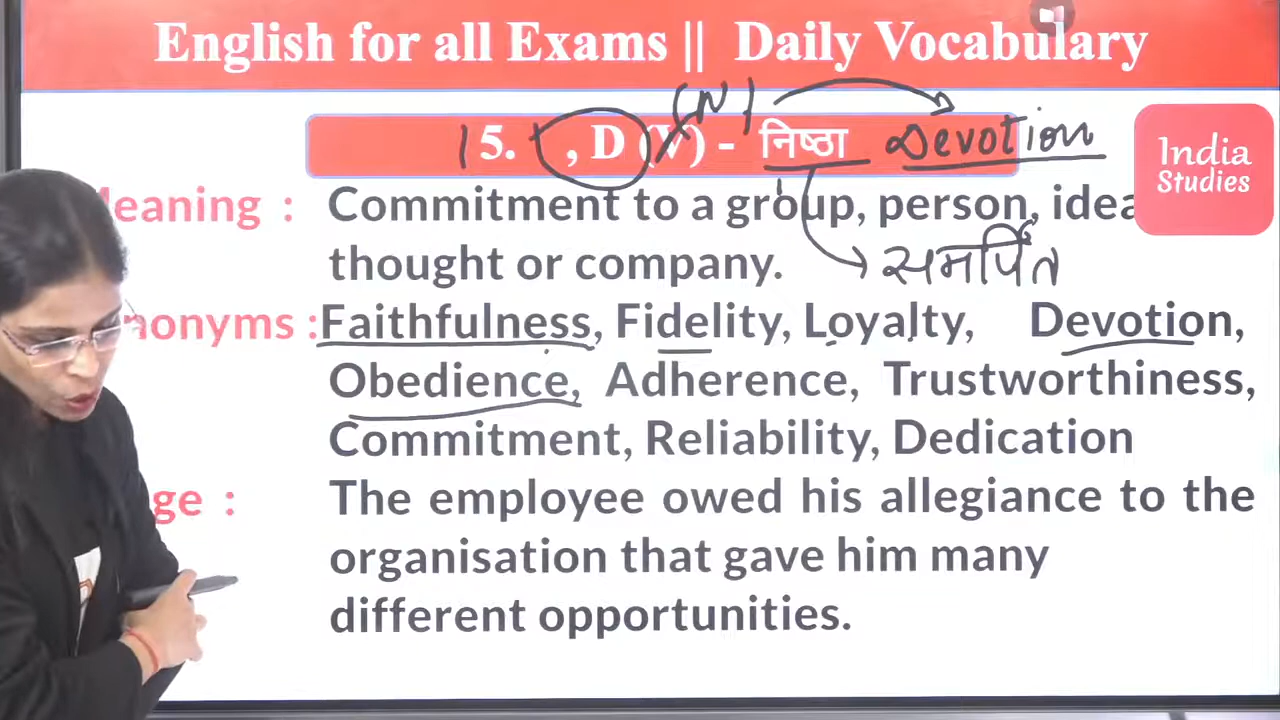 English for all Exams || Daily Vocabulary
(N)
15. , D (V) - निष्ठा Devotion
India
Studies
Meaning : Commitment to a group, person, idea
thought or company. समर्पित
nonyms : Faithfulness, Fidelity, Loyalty, Devotion,
Obedience, Adherence, Trustworthiness,
Commitment, Reliability, Dedication
ge : The employee owed his allegiance to the
organisation that gave him many
different opportunities.